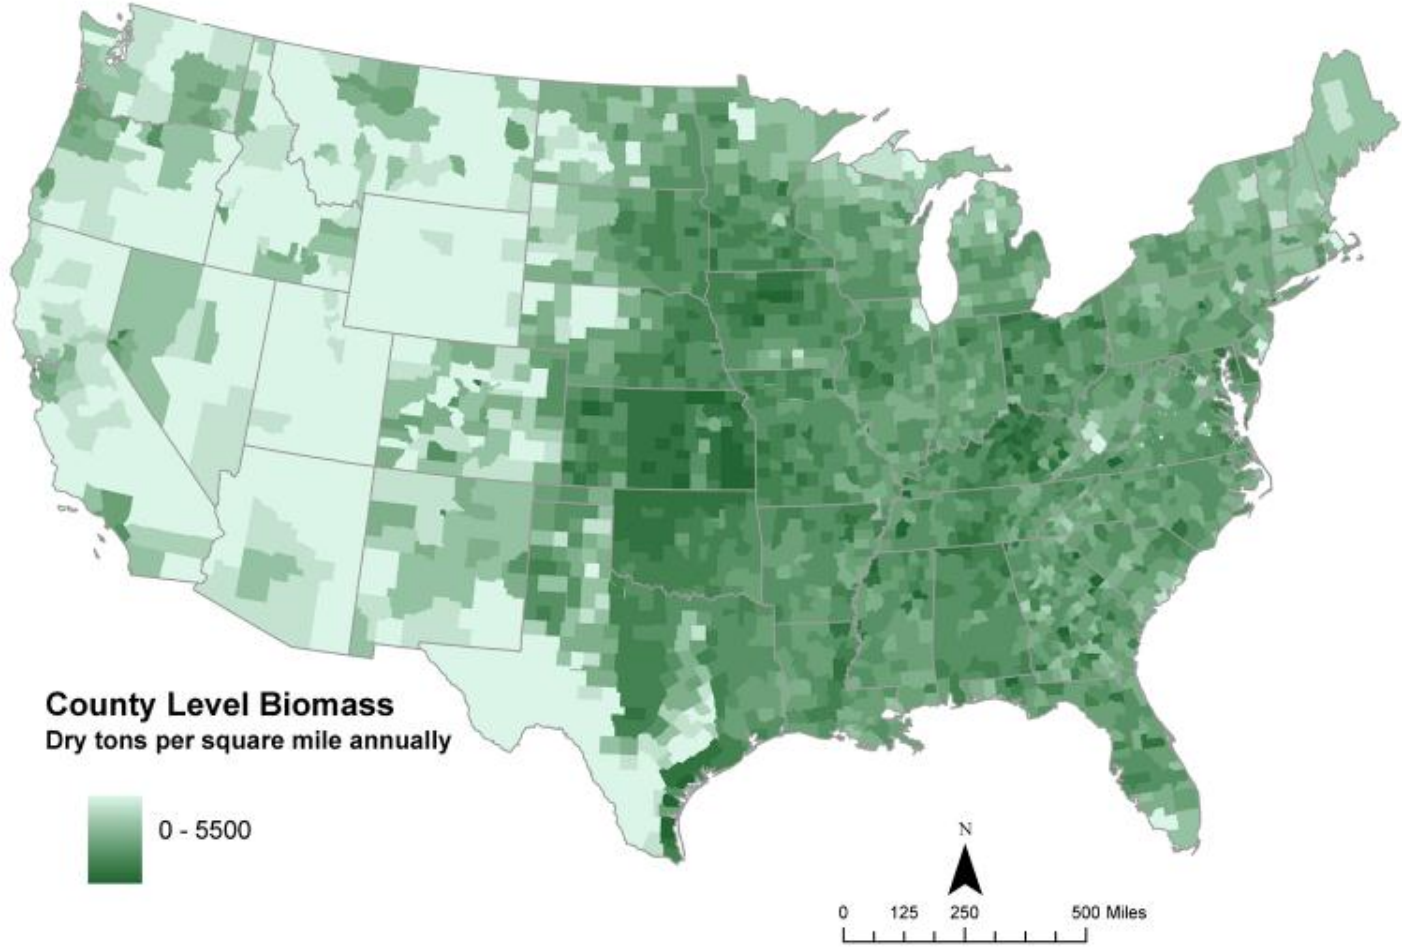 County Level Biomass
Dry tons per square mile annually
0 - 5500
N
0 125 250 500 Miles